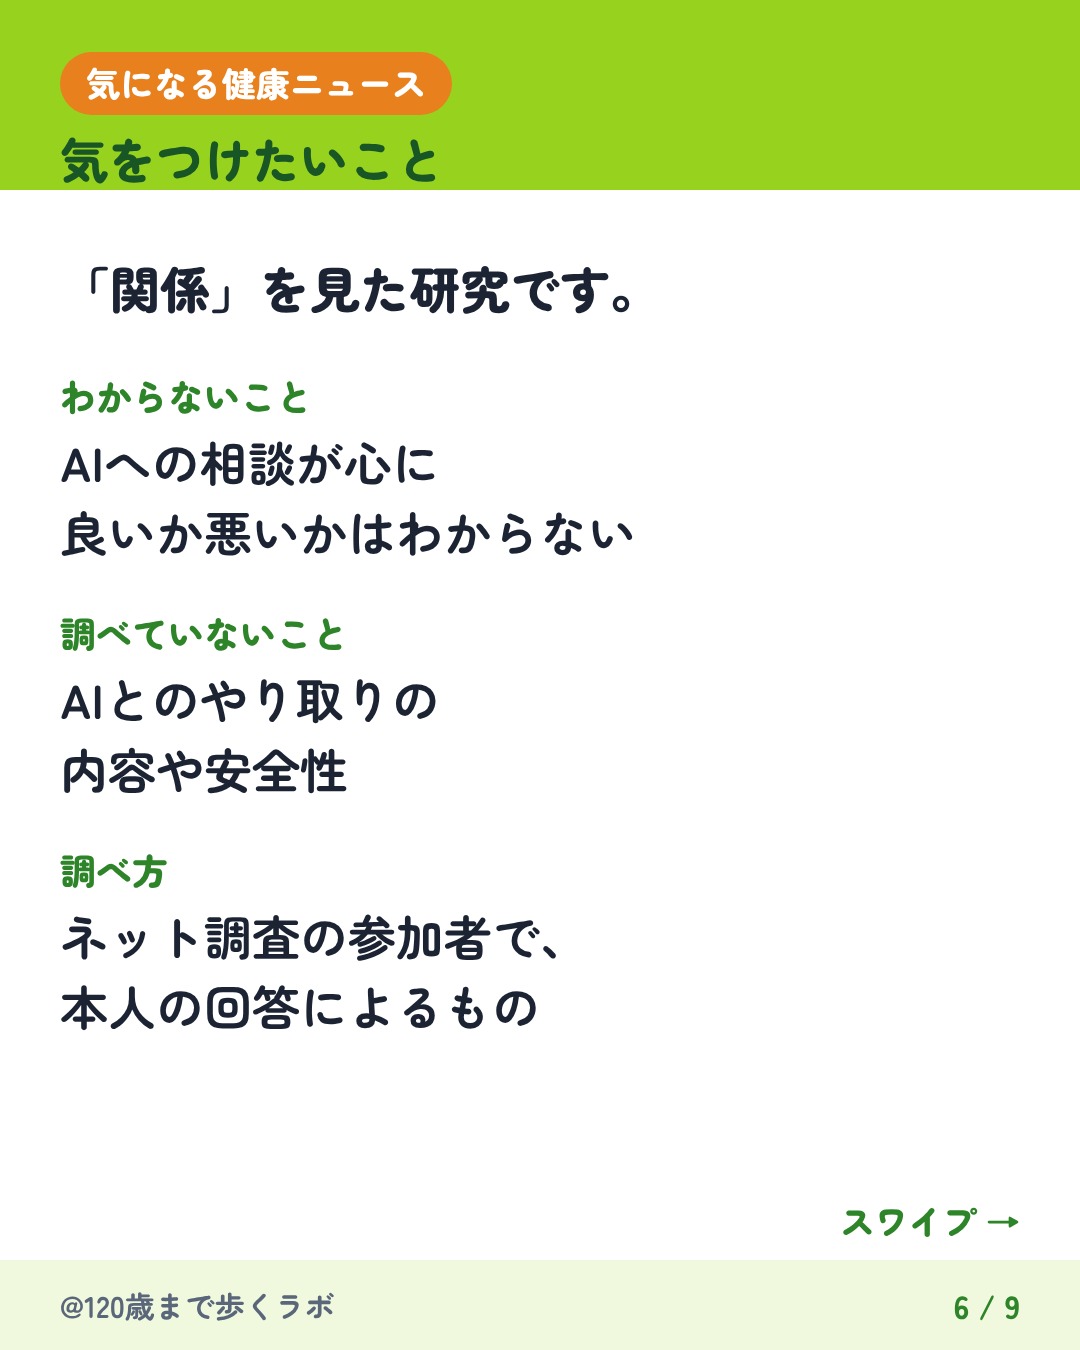 気になる健康ニュース
気をつけたいこと
「関係」を見た研究です。
わからないこと
AIへの相談が心に
良いか悪いかはわからない
調べていないこと
AIとのやり取りの
内容や安全性
調べ方
ネット調査の参加者で、
本人の回答によるもの
スワイプ →
@120歳まで歩くラボ
6 / 9